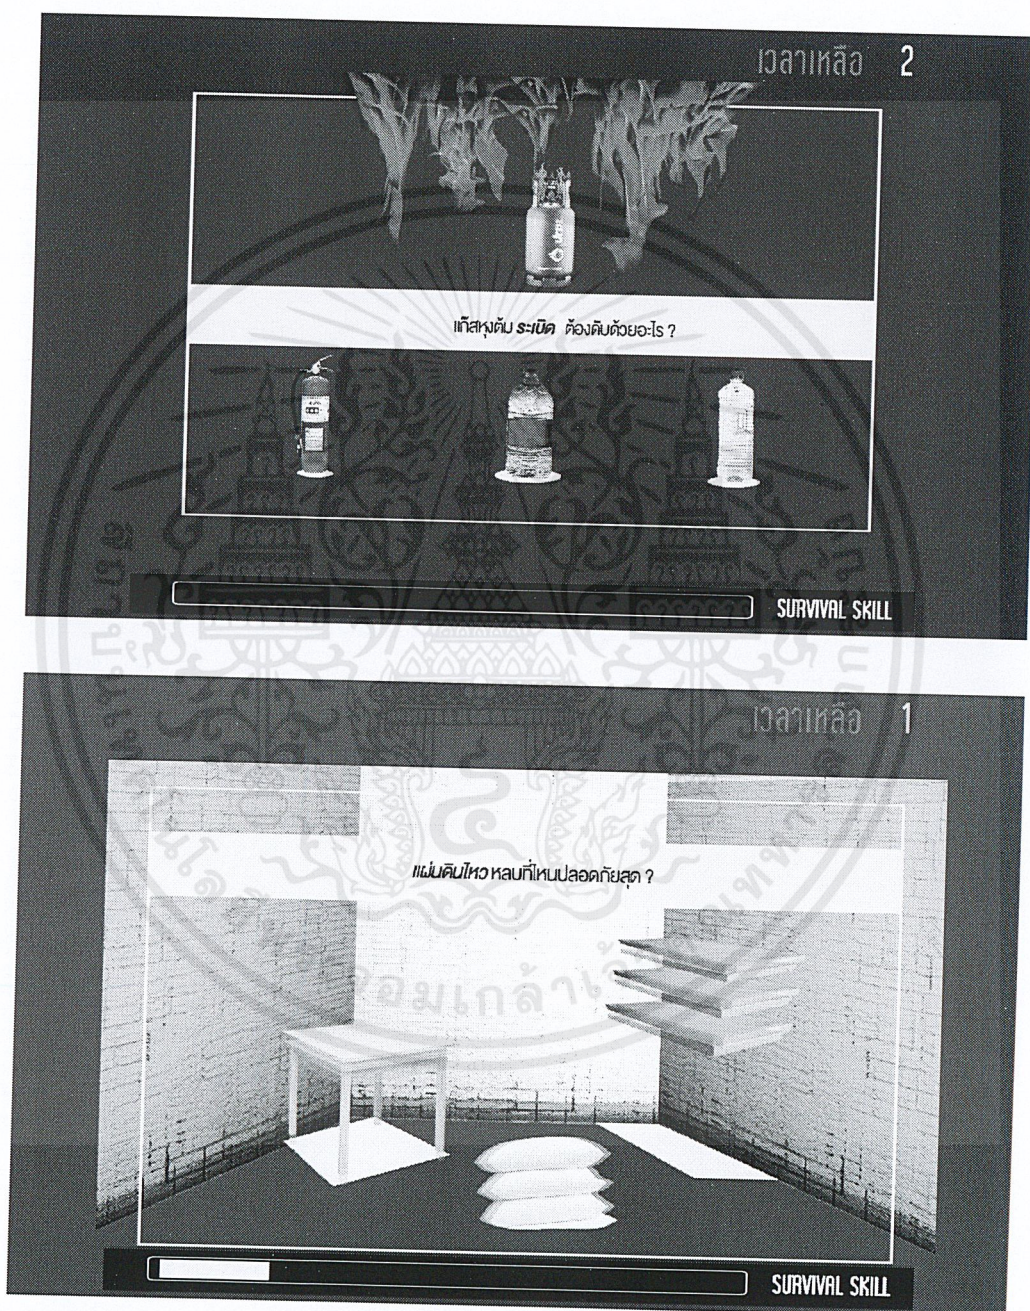 เวลาเหลือ 2
แก๊สหุงต้ม ระเบิด ต้องดับด้วยอะไร ?
SURVIVAL SKILL
เวลาเหลือ 1
แผ่นดินไหว หลบที่ไหนปลอดภัยสุด ?
SURVIVAL SKILL